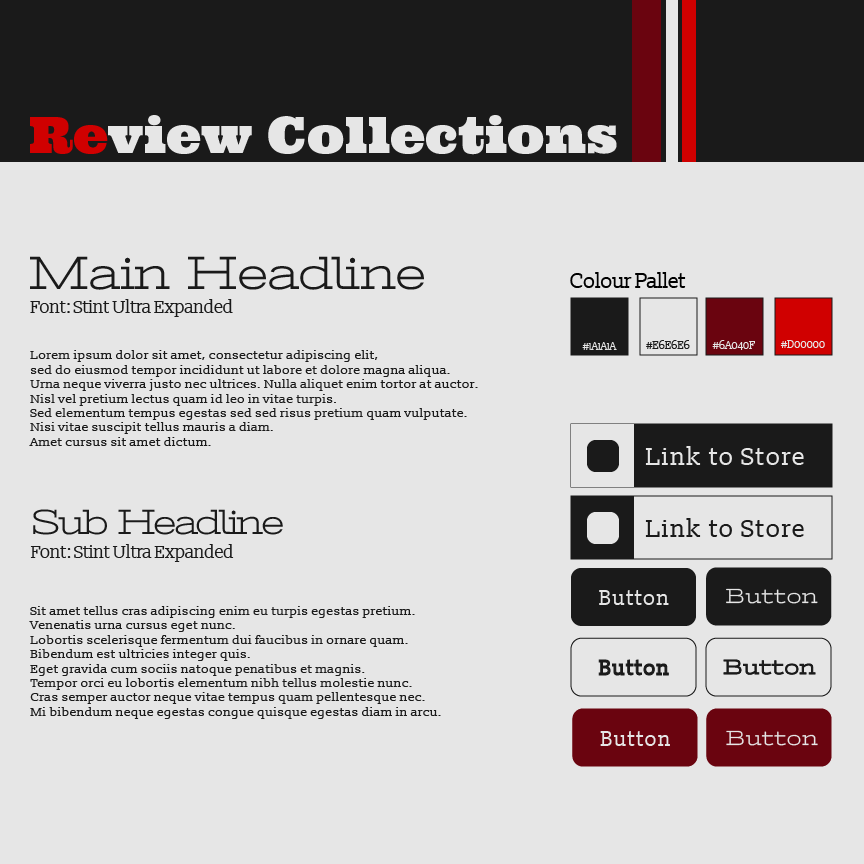 Review Collections
Main Headline
Font: Stint Ultra Expanded
Lorem ipsum dolor sit amet, consectetur adipiscing elit,
sed do eiusmod tempor incididunt ut labore et dolore magna aliqua.
Urna neque viverra justo nec ultrices. Nulla aliquet enim tortor at auctor.
Nisl vel pretium lectus quam id leo in vitae turpis.
Sed elementum tempus egestas sed sed risus pretium quam vulputate.
Nisi vitae suscipit tellus mauris a diam.
Amet cursus sit amet dictum.
Sub Headline
Font: Stint Ultra Expanded
Sit amet tellus cras adipiscing enim eu turpis egestas pretium.
Venenatis urna cursus eget nunc.
Lobortis scelerisque fermentum dui faucibus in ornare quam.
Bibendum est ultricies integer quis.
Eget gravida cum sociis natoque penatibus et magnis.
Tempor orci eu lobortis elementum nibh tellus molestie nunc.
Cras semper auctor neque vitae tempus quam pellentesque nec.
Mi bibendum neque egestas congue quisque egestas diam in arcu.
Colour Pallet
#1A1A1A #E6E6E6 #6A040F #D00000
Link to Store
Link to Store
Button Button
Button Button
Button Button